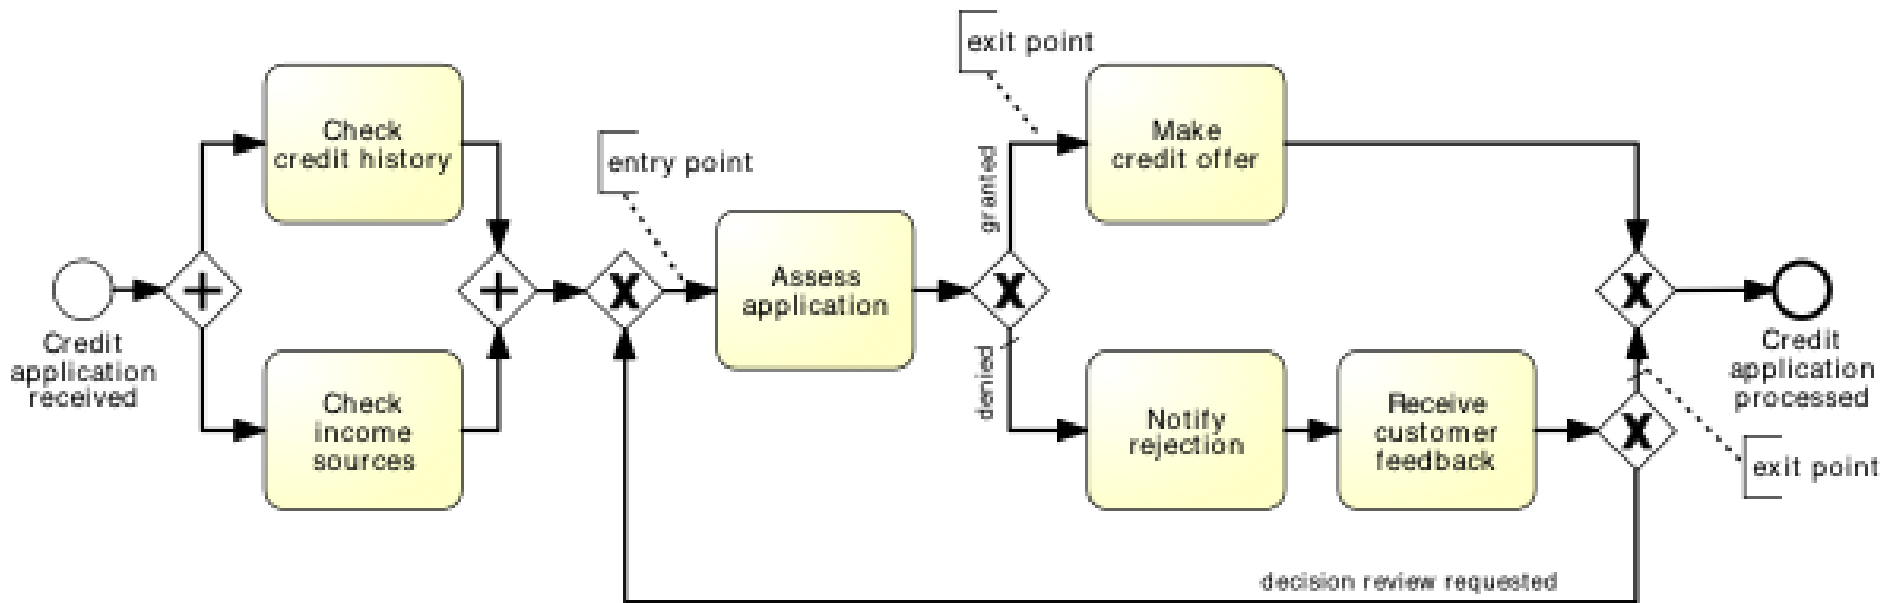 Credit
application
received
Check
credit history
Check
income
sources
entry point
Assess
application
exit point
granted
denied
Make
credit offer
Notify
rejection
Receive
customer
feedback
decision review requested
exit point
Credit
application
processed